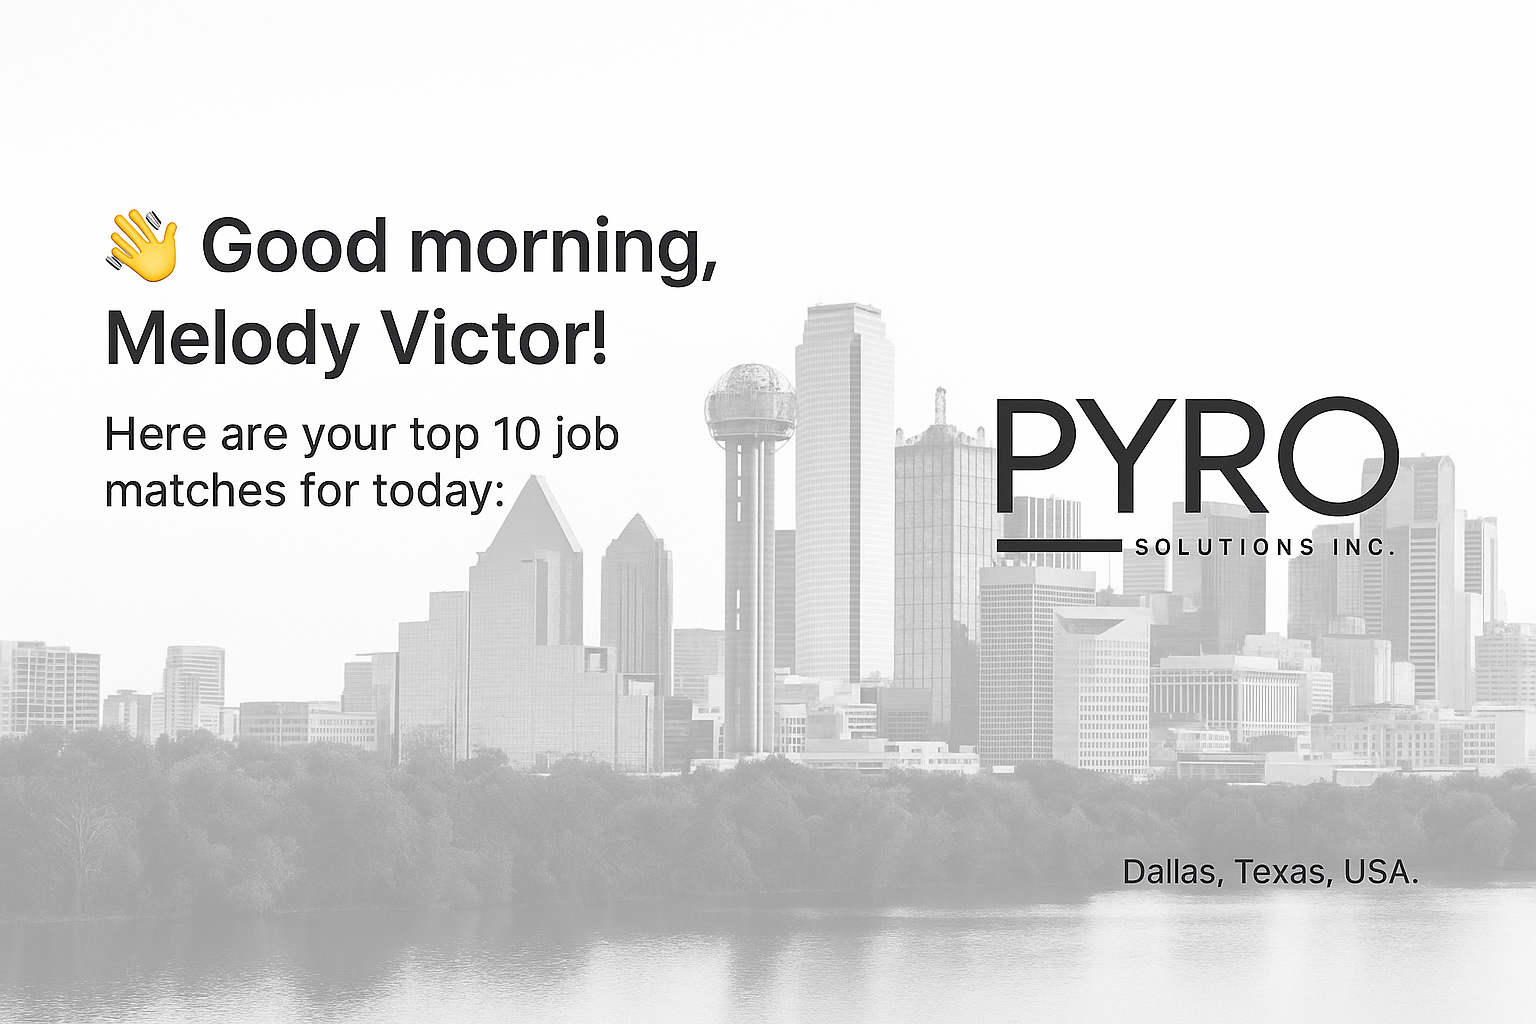 👋 Good morning,
Melody Victor!
Here are your top 10 job
matches for today:
PYRO
SOLUTIONS INC.
Dallas, Texas, USA.